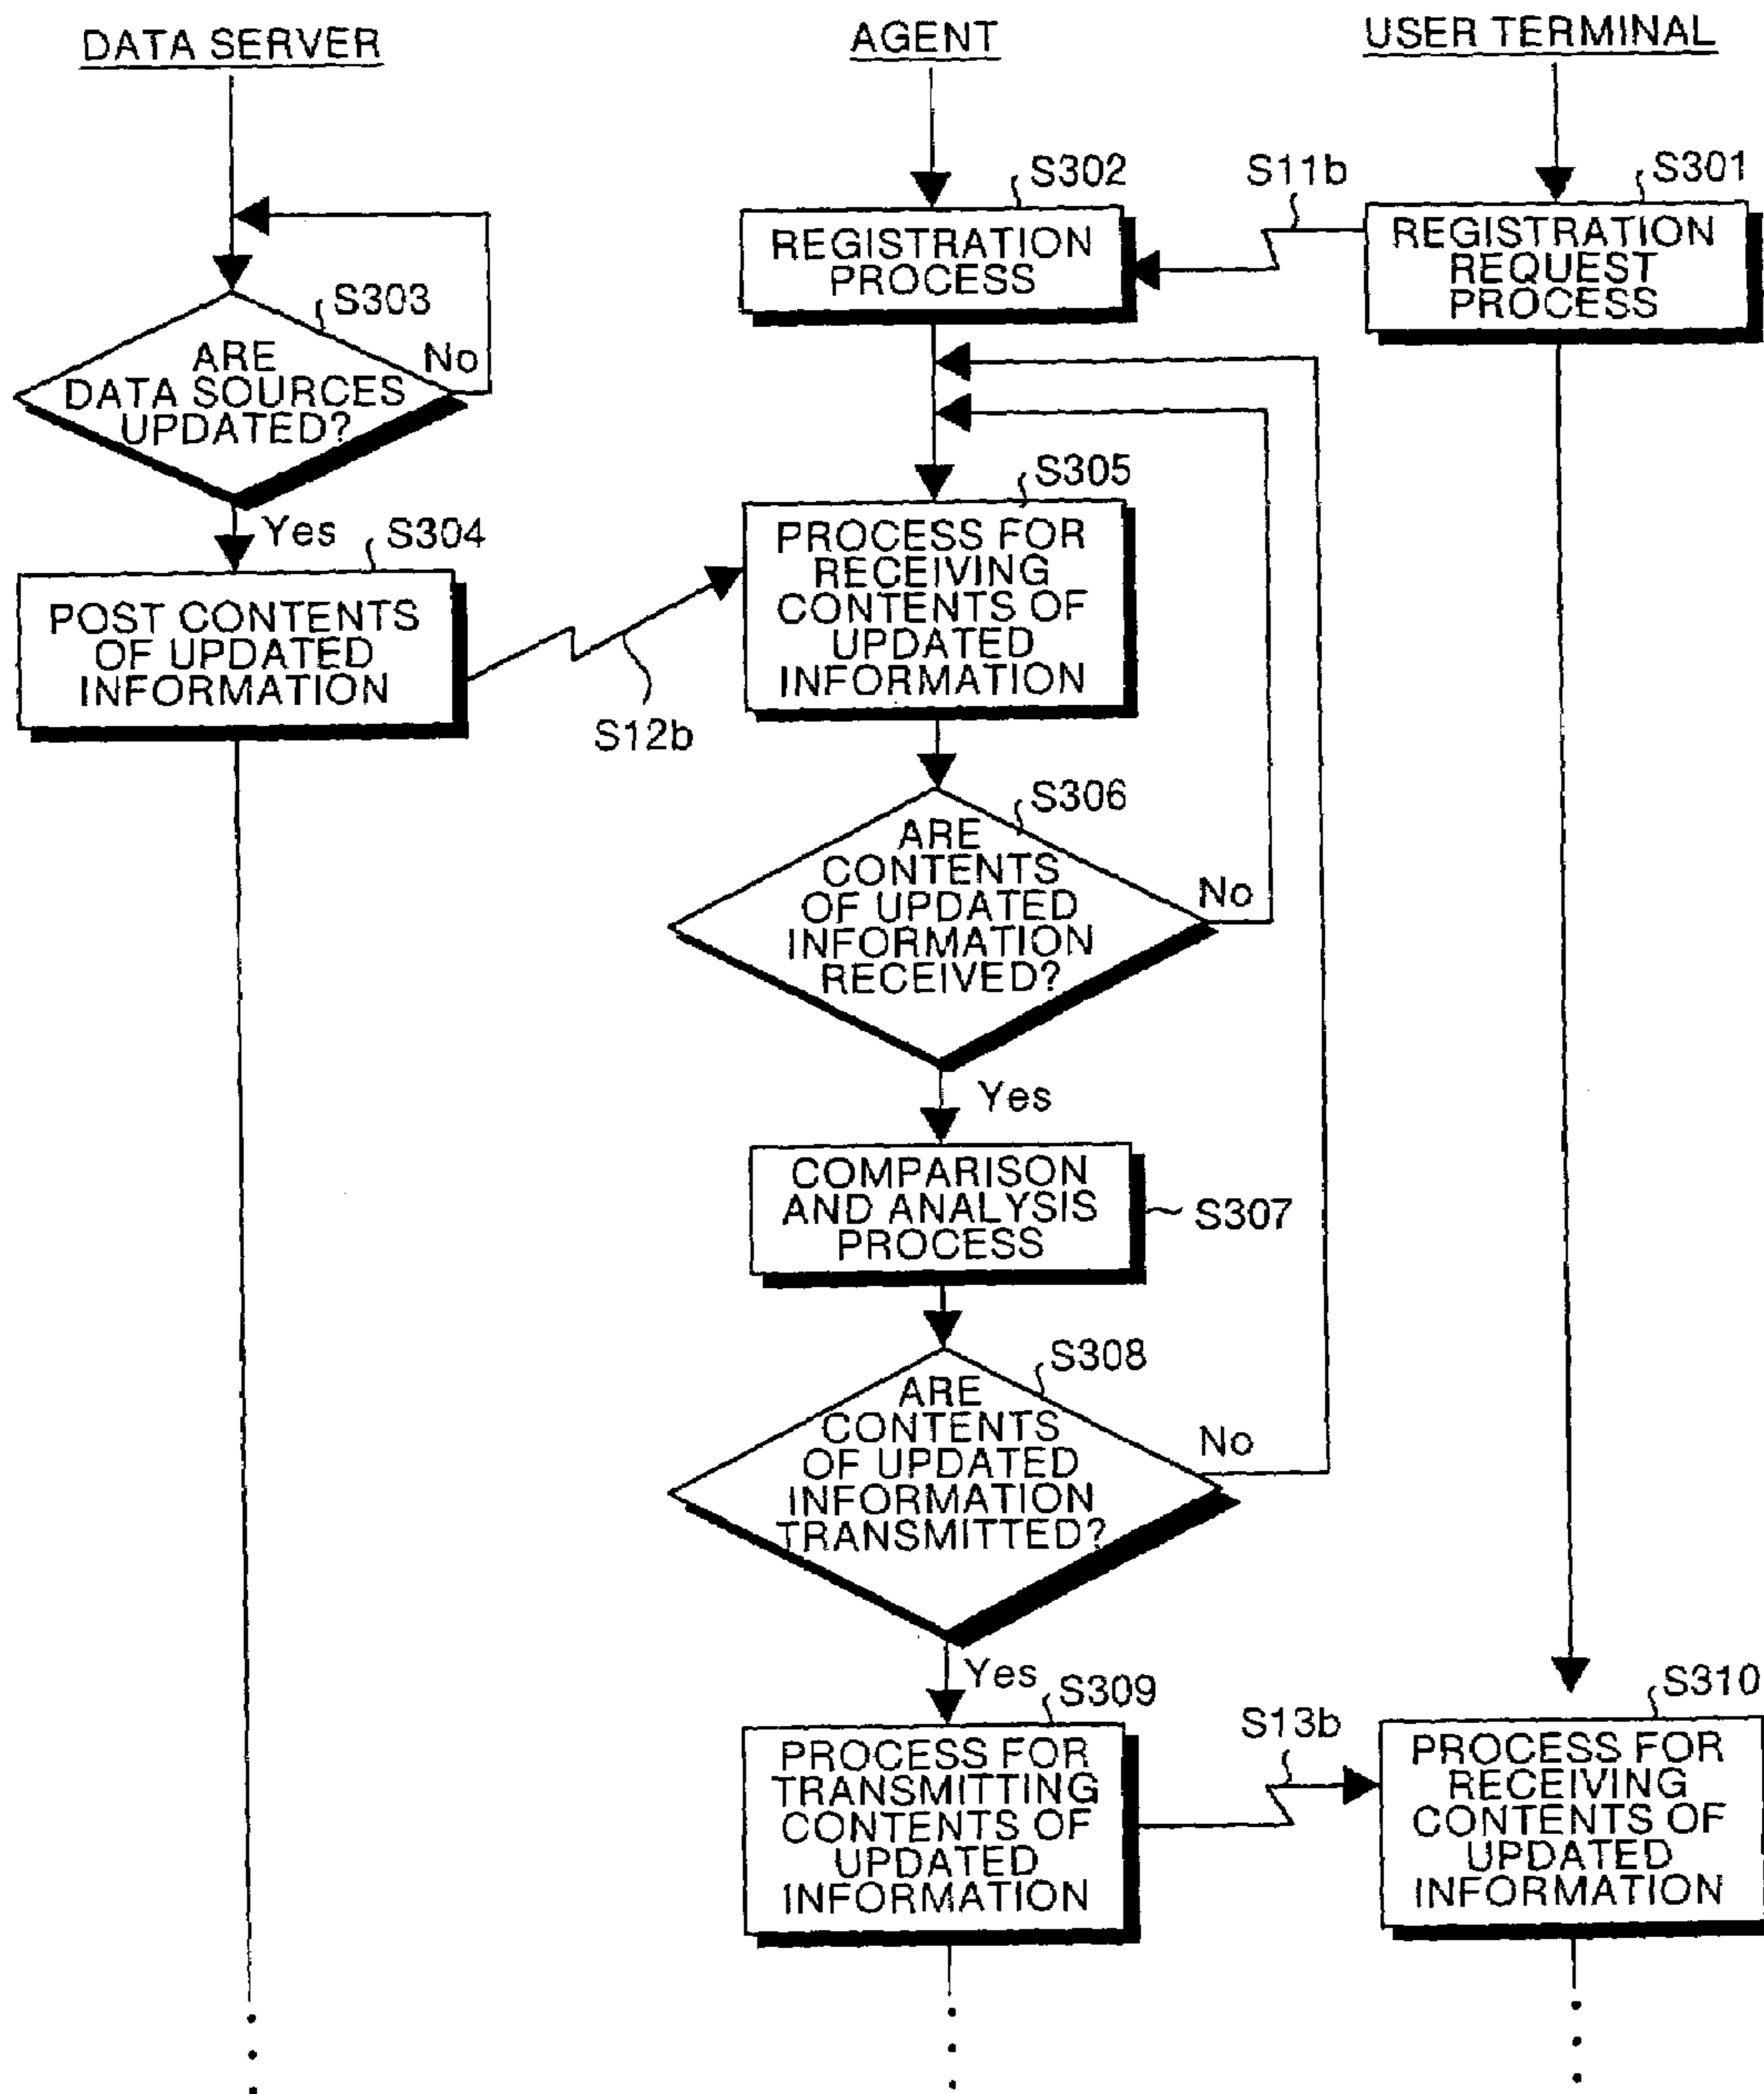 DATA SERVER
AGENT
USER TERMINAL
S302
S11b
S301
REGISTRATION
PROCESS
REGISTRATION
REQUEST
PROCESS
S303
ARE
DATA SOURCES
UPDATED?
No
Yes
S304
POST CONTENTS
OF UPDATED
INFORMATION
S12b
S305
PROCESS FOR
RECEIVING
CONTENTS OF
UPDATED
INFORMATION
S306
ARE
CONTENTS
OF UPDATED
INFORMATION
RECEIVED?
No
Yes
COMPARISON
AND ANALYSIS
PROCESS
S307
S308
ARE
CONTENTS
OF UPDATED
INFORMATION
TRANSMITTED?
No
Yes
S309
PROCESS FOR
TRANSMITTING
CONTENTS OF
UPDATED
INFORMATION
S13b
S310
PROCESS FOR
RECEIVING
CONTENTS OF
UPDATED
INFORMATION